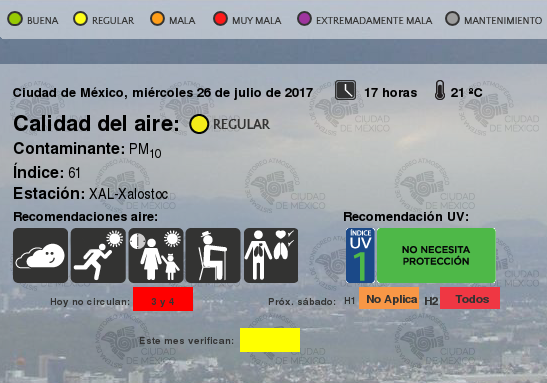 BUENA REGULAR MALA MUY MALA EXTREMADAMENTE MALA MANTENIMIENTO
Ciudad de México, miércoles 26 de julio de 2017 17 horas 21 ºC
Calidad del aire: REGULAR
Contaminante: PM10
Índice: 61
Estación: XAL-Xalostoc
Recomendaciones aire: Recomendación UV:
ÍNDICE
UV
1
NO NECESITA
PROTECCIÓN
Hoy no circulan: 3 y 4 Próx. sábado: H1 No Aplica H2 Todos
Este mes verifican: